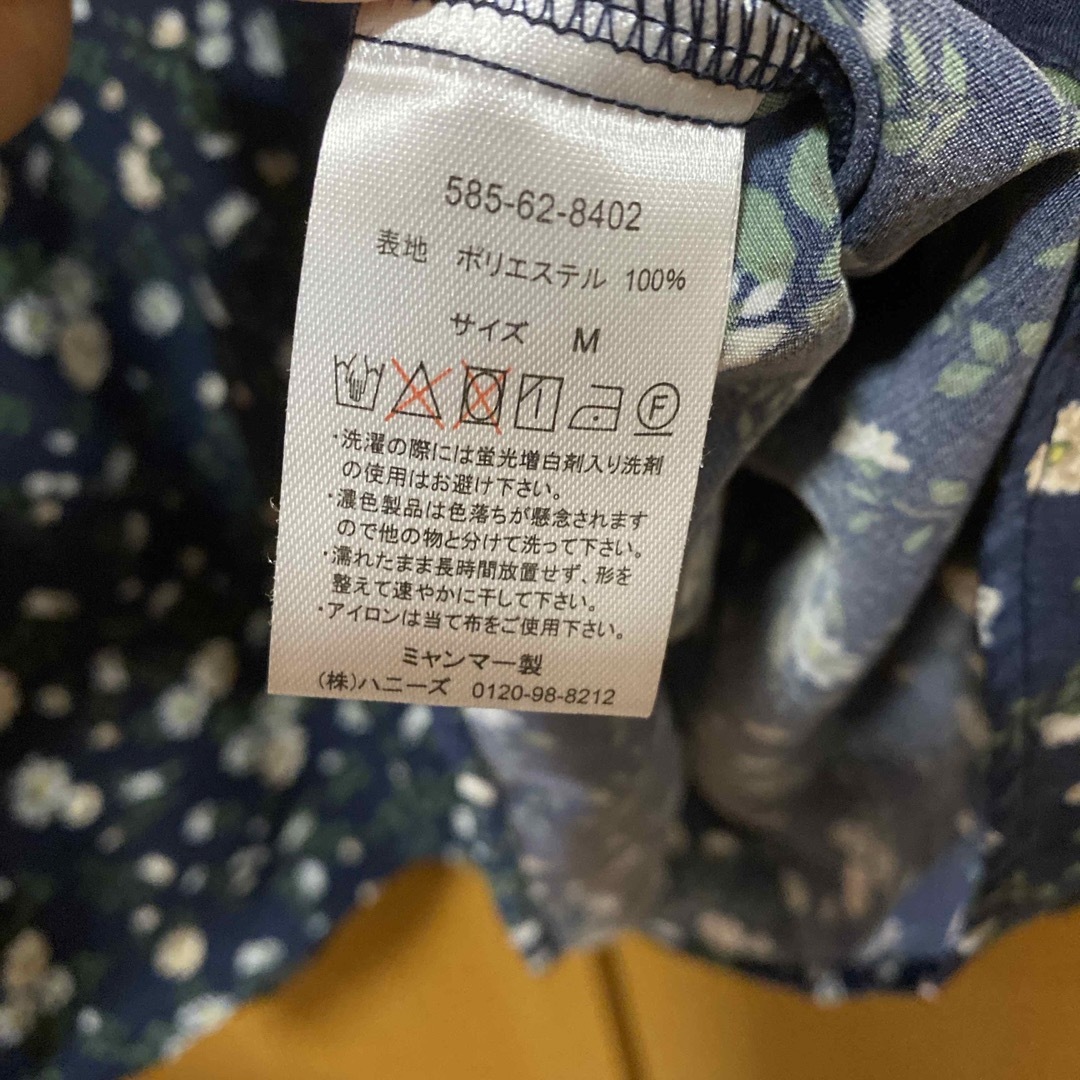 585-62-8402
表地 ポリエステル 100%
サイズ M
F
・洗濯の際には蛍光増白剤入り洗剤
の使用はお避け下さい。
・濃色製品は色落ちが懸念されます
ので他の物と分けて洗って下さい。
・濡れたまま長時間放置せず、形を
整えて速やかに干して下さい。
・アイロンは当て布をご使用下さい。
ミャンマー製
(株)ハニーズ 0120-98-8212